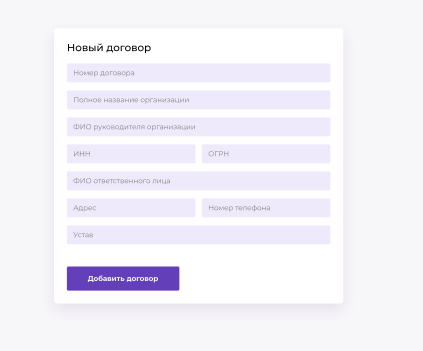 Новый договор
Номер договора
Полное название организации
ФИО руководителя организации
ИНН
ОГРН
ФИО ответственного лица
Адрес
Номер телефона
Устав
Добавить договор